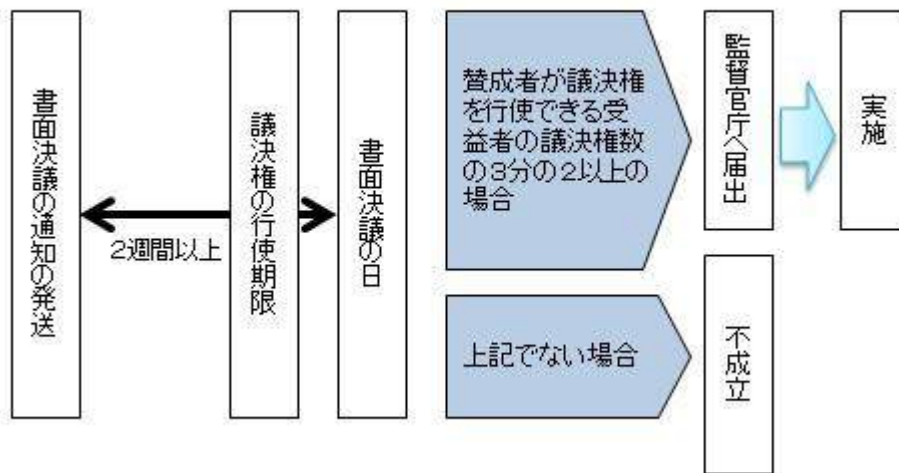 書面決議の通知の発送
2週間以上
議決権の行使期限
書面決議の日
賛成者が議決権
を行使できる受
益者の議決権数
の3分の2以上の
場合
監督官庁へ届出
実施
上記でない場合
不成立